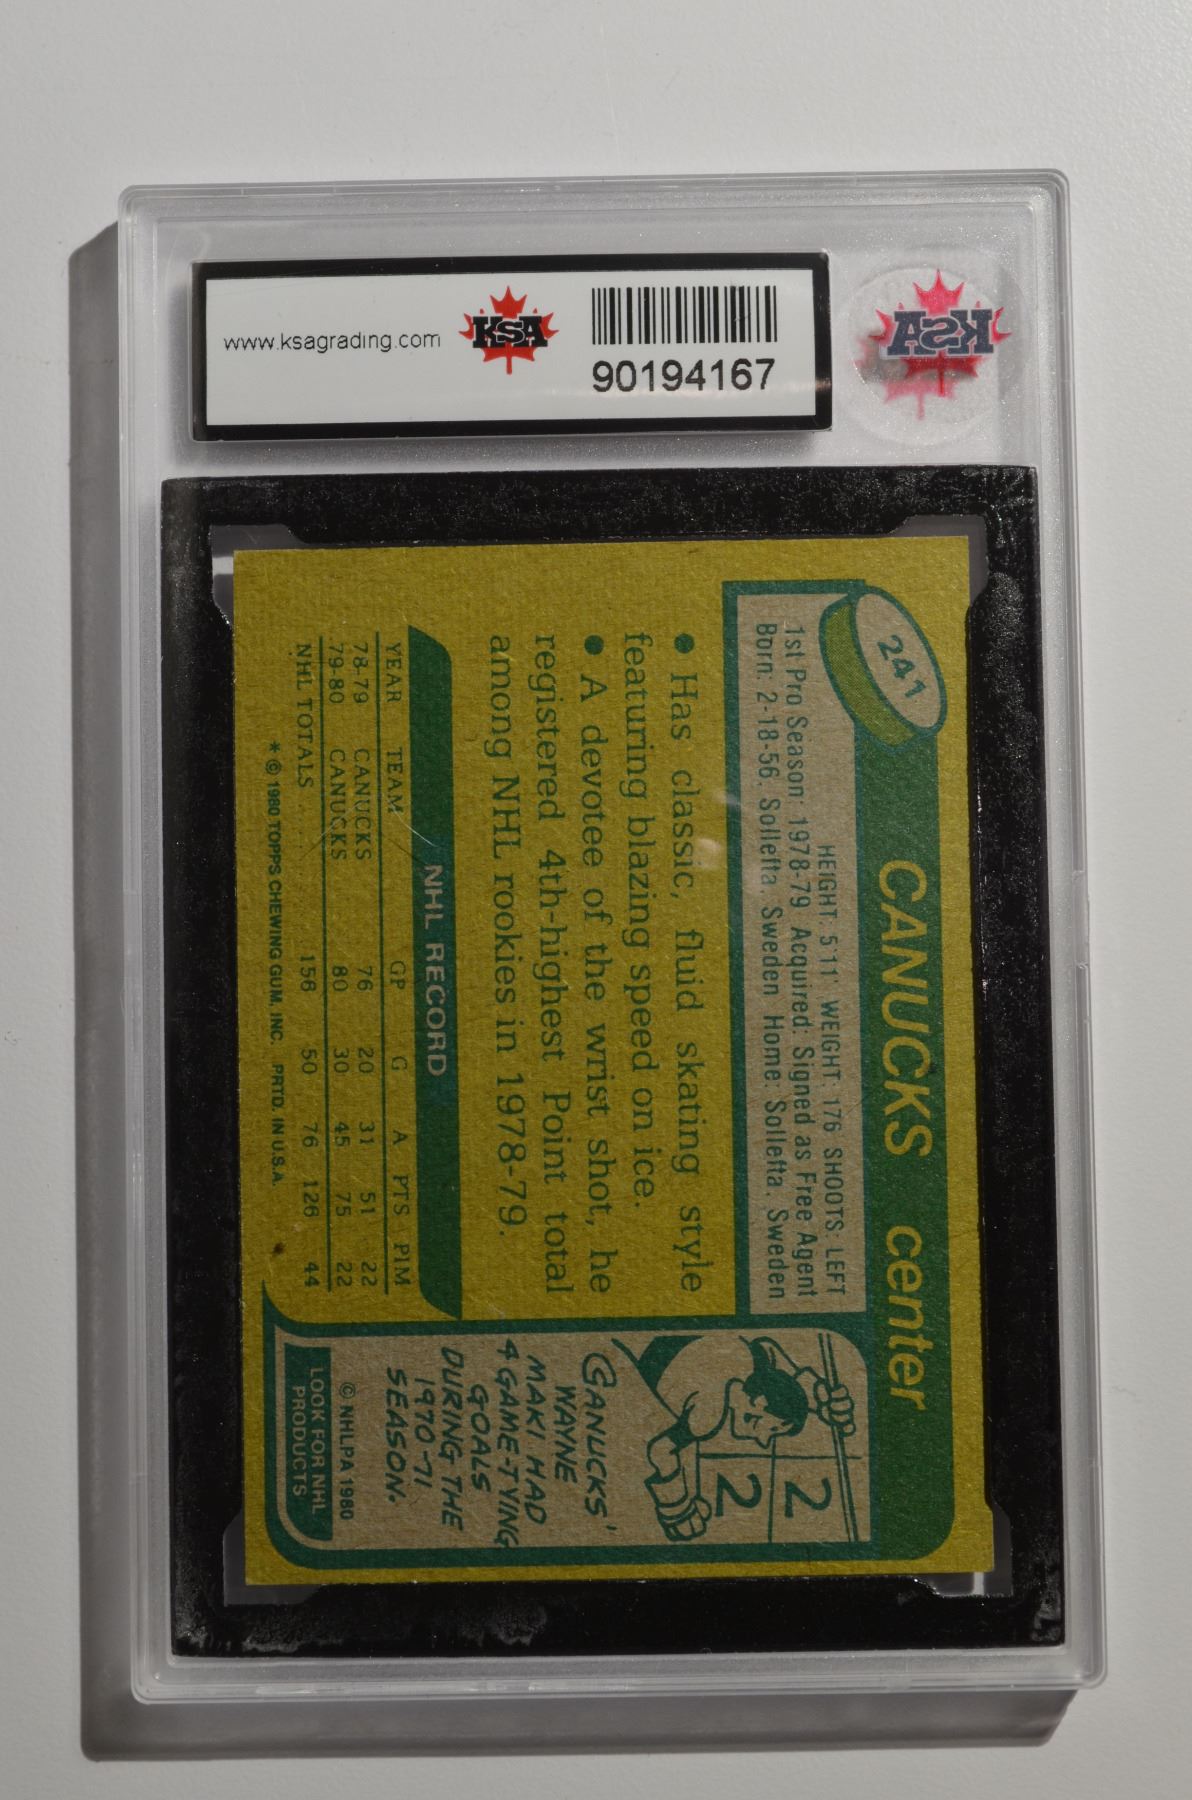 www.ksagrading.com
KSA
90194167
KSA
241
CANUCKS center
HEIGHT: 5'11" WEIGHT: 176 SHOOTS: LEFT
1st Pro Season: 1978-79 Acquired: Signed as Free Agent
Born: 2-18-56, Solleftta, Sweden Home: Solleftta, Sweden
● Has classic, fluid skating style
featuring blazing speed on ice.
● A devotee of the wrist shot, he
registered 4th-highest Point total
among NHL rookies in 1978-79.
NHL RECORD
YEAR TEAM GP G A PTS PIM
78-79 CANUCKS 76 20 31 51 22
79-80 CANUCKS 80 30 45 75 22
NHL TOTALS 156 50 76 126 44
* © 1980 TOPPS CHEWING GUM, INC. PRTD. IN U.S.A.
2
2
CANUCKS'
WAYNE
MAKI HAD
4 GAME-TYING
GOALS
DURING THE
1970-71
SEASON.
© NHLPA 1980
LOOK FOR NHL
PRODUCTS